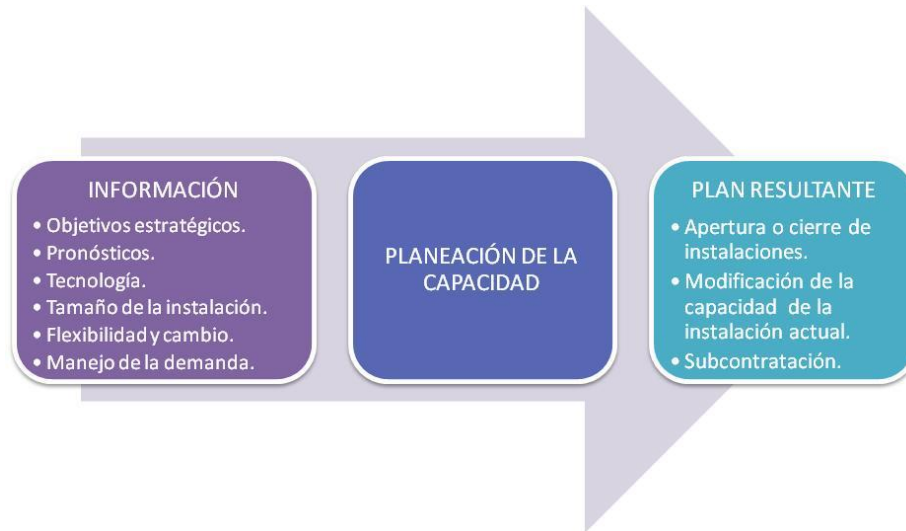 INFORMACIÓN
• Objetivos estratégicos.
• Pronósticos.
• Tecnología.
• Tamaño de la instalación.
• Flexibilidad y cambio.
• Manejo de la demanda.
PLANEACIÓN DE LA
CAPACIDAD
PLAN RESULTANTE
• Apertura o cierre de
instalaciones.
• Modificación de la
capacidad de la
instalación actual.
• Subcontratación.